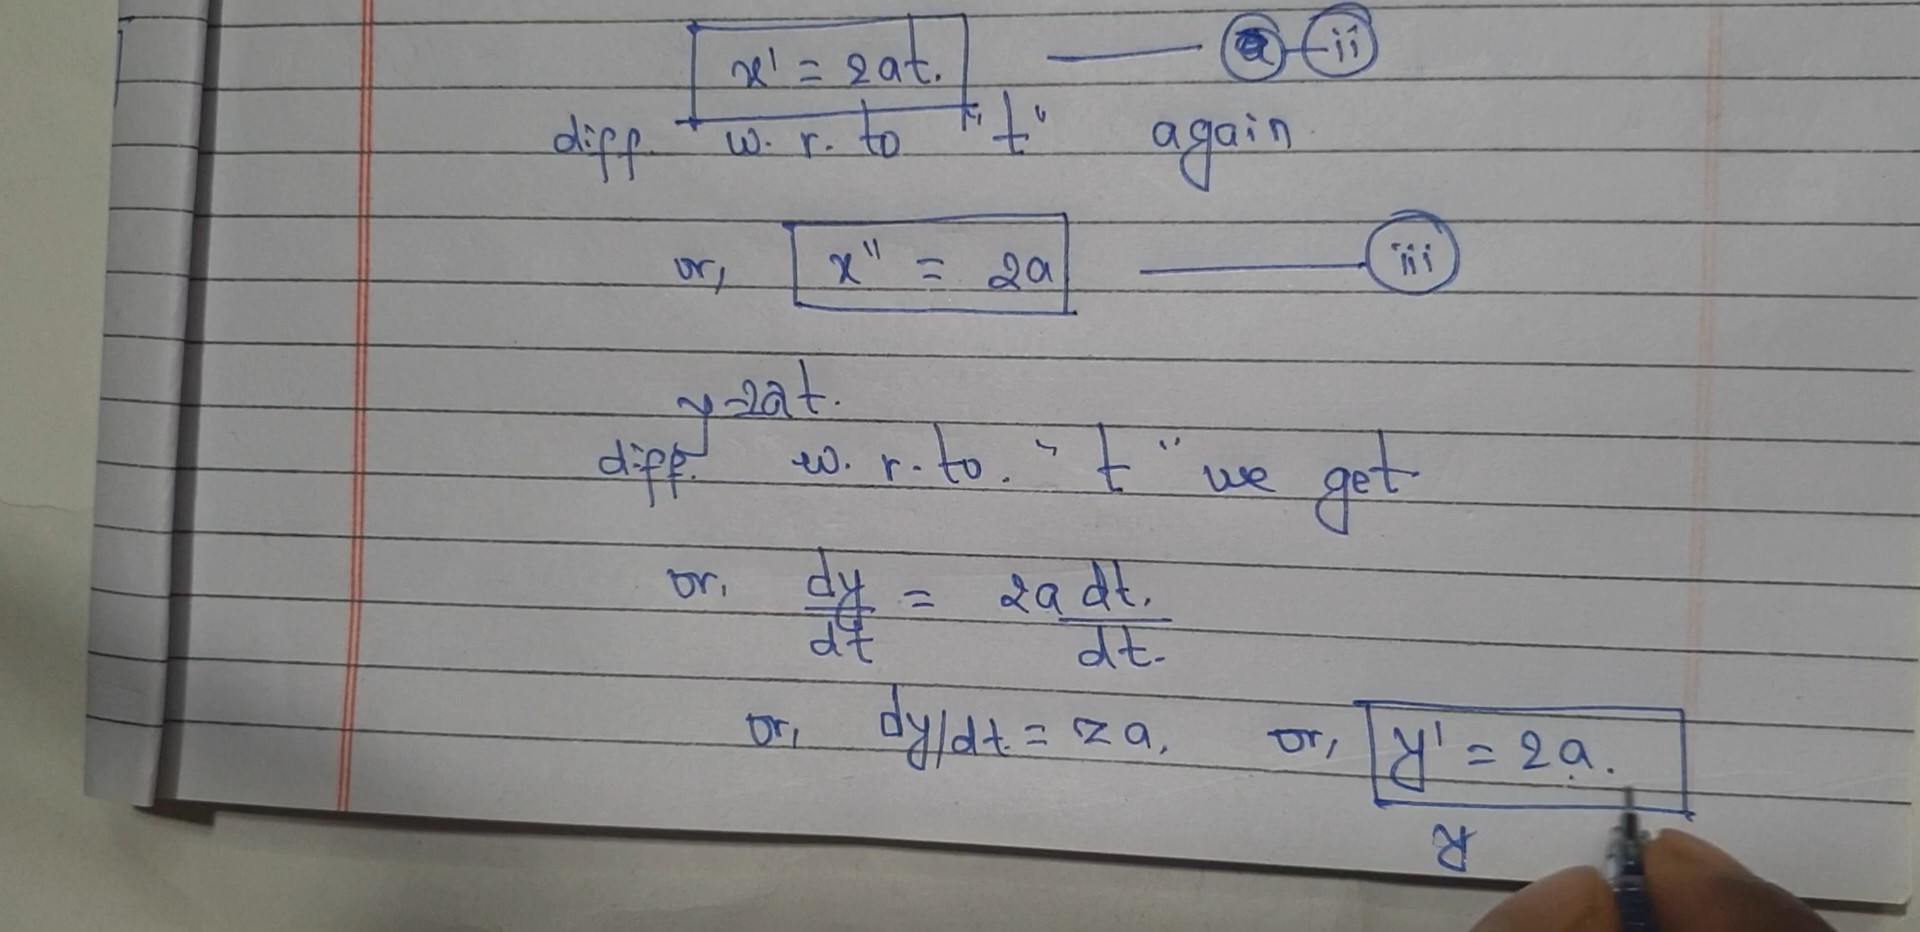 x' = 2at. —— ii
diff. w. r. to "t" again.
or, x'' = 2a —— iii
y = 2at.
diff. w. r. to. "t" we get
or, dy/dt = 2a dt./dt.
or, dy/dt = 2a, or, y' = 2a.
y